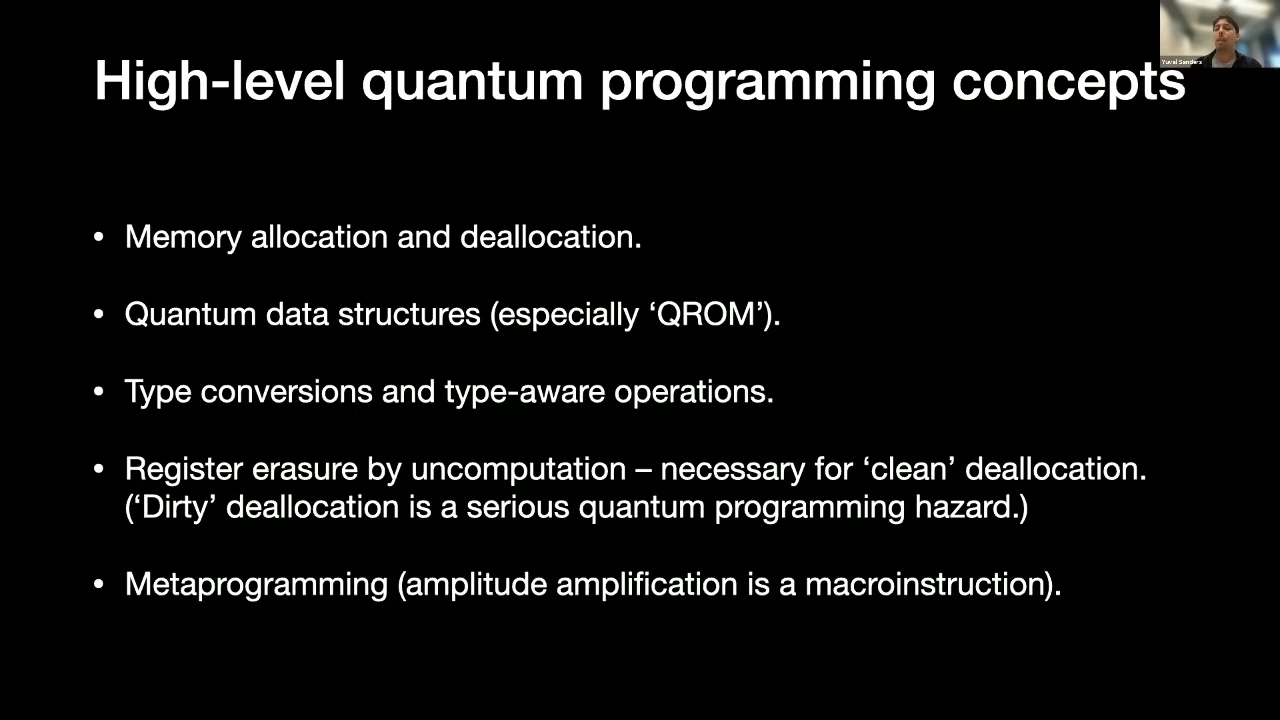 High-level quantum programming concepts
Yuval Sanders
• Memory allocation and deallocation.
• Quantum data structures (especially ‘QROM’).
• Type conversions and type-aware operations.
• Register erasure by uncomputation – necessary for ‘clean’ deallocation.
(‘Dirty’ deallocation is a serious quantum programming hazard.)
• Metaprogramming (amplitude amplification is a macroinstruction).